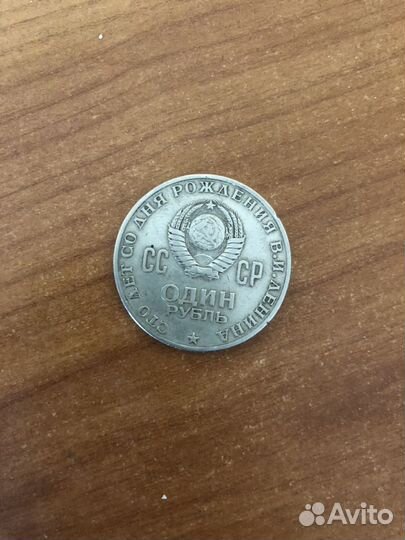 СТО ЛЕТ СО ДНЯ РОЖДЕНИЯ В.И.ЛЕНИНА
СС СР
ОДИН
РУБЛЬ
Avito